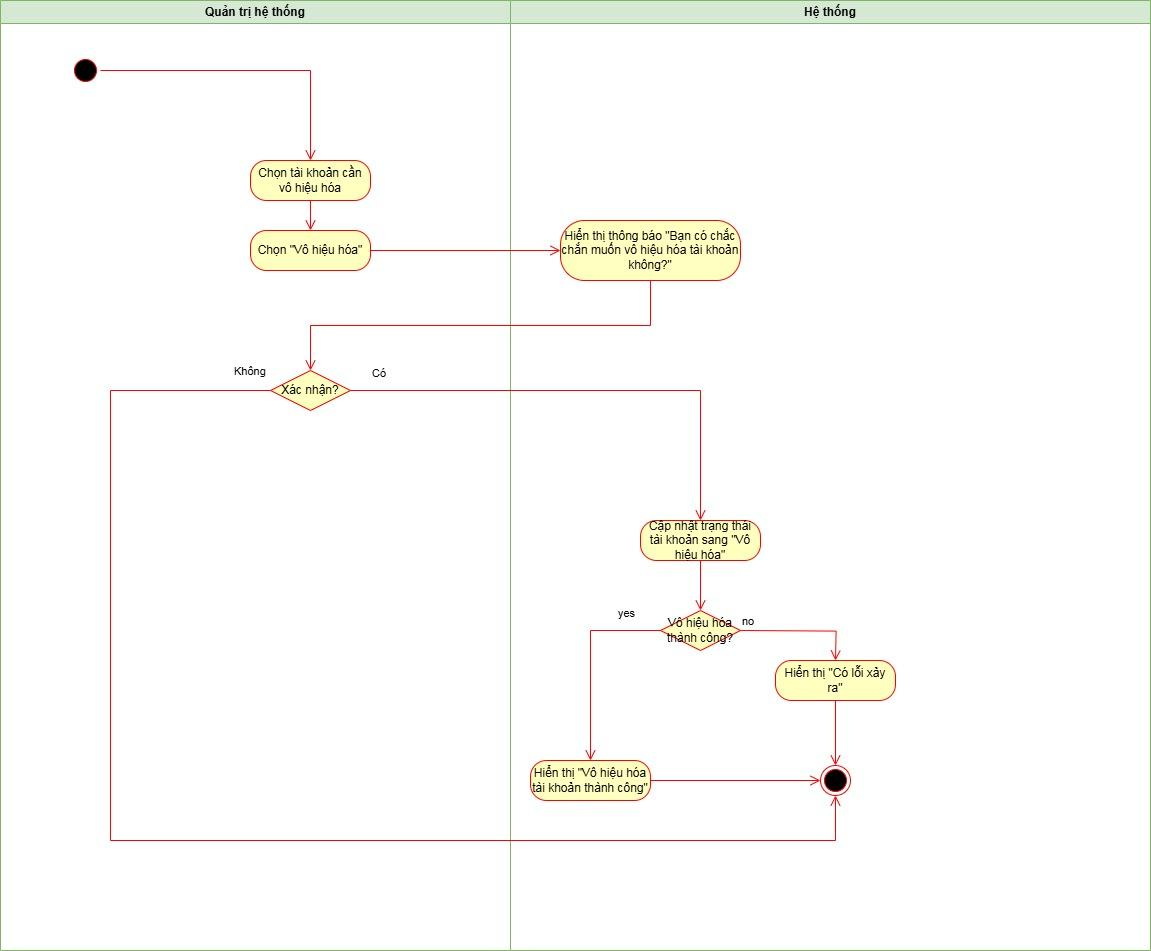 Quản trị hệ thống
Hệ thống
Chọn tài khoản cần
vô hiệu hóa
Chọn "Vô hiệu hóa"
Hiển thị thông báo "Bạn có chắc
chắn muốn vô hiệu hóa tài khoản
không?"
Không
Xác nhận?
Có
Cập nhật trạng thái
tài khoản sang "Vô
hiệu hóa"
yes
Vô hiệu hóa
thành công?
no
Hiển thị "Có lỗi xảy
ra"
Hiển thị "Vô hiệu hóa
tài khoản thành công"